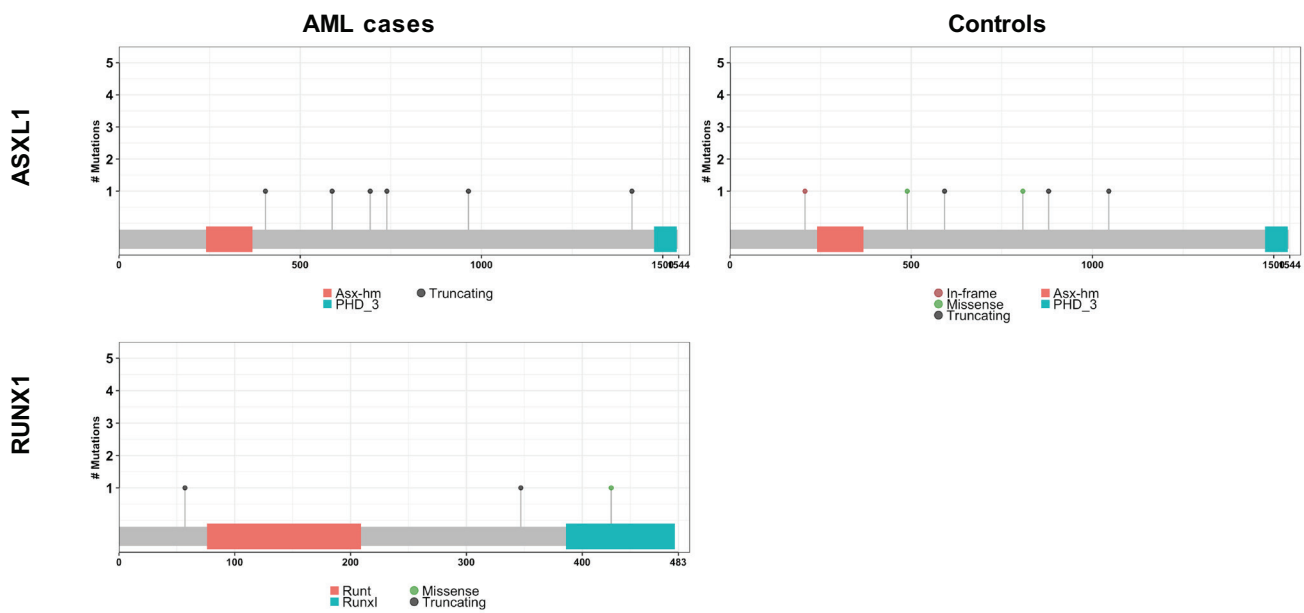 AML cases
Controls
ASXL1
# Mutations
5
4
3
2
1
0
500
1000
1500
1544
Asx-hm
PHD_3
Truncating
# Mutations
5
4
3
2
1
0
500
1000
1500
1544
In-frame
Missense
Truncating
Asx-hm
PHD_3
RUNX1
# Mutations
5
4
3
2
1
0
100
200
300
400
483
Runt
RunxI
Missense
Truncating